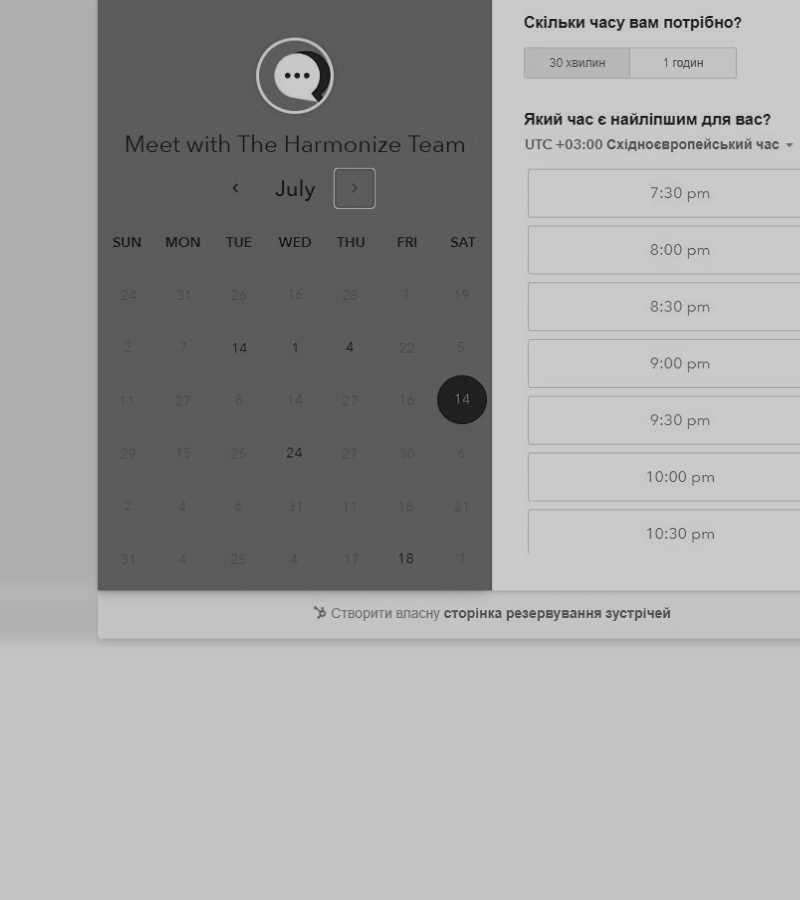 Meet with The Harmonize Team
July
SUN MON TUE WED THU FRI SAT
24 31 26 16 28 1 19
2 7 14 1 4 22 5
11 27 8 14 27 16 14
29 15 25 24 27 30 6
2 4 6 31 11 18 21
31 4 25 4 17 18 1
Скільки часу вам потрібно?
30 хвилин 1 годин
Який час є найліпшим для вас?
UTC +03:00 Східноєвропейський час
7:30 pm
8:00 pm
8:30 pm
9:00 pm
9:30 pm
10:00 pm
10:30 pm
Створити власну сторінка резервування зустрічей